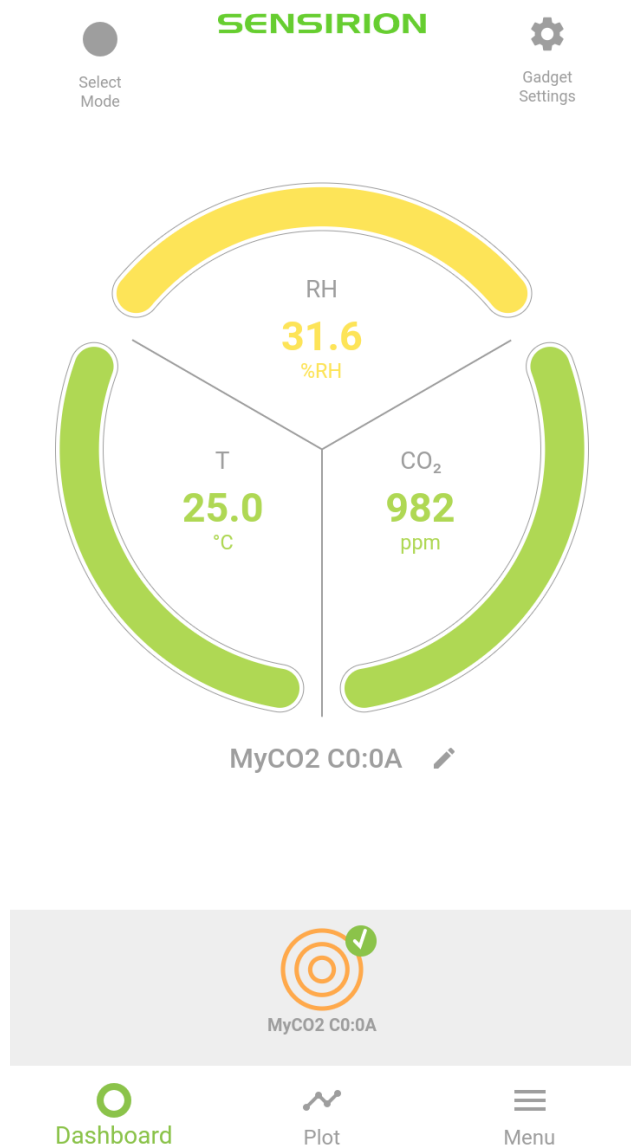 SENSIRION
Select
Mode
Gadget
Settings
RH
31.6
%RH
T
25.0
°C
CO₂
982
ppm
MyCO2 C0:0A
MyCO2 C0:0A
Dashboard
Plot
Menu